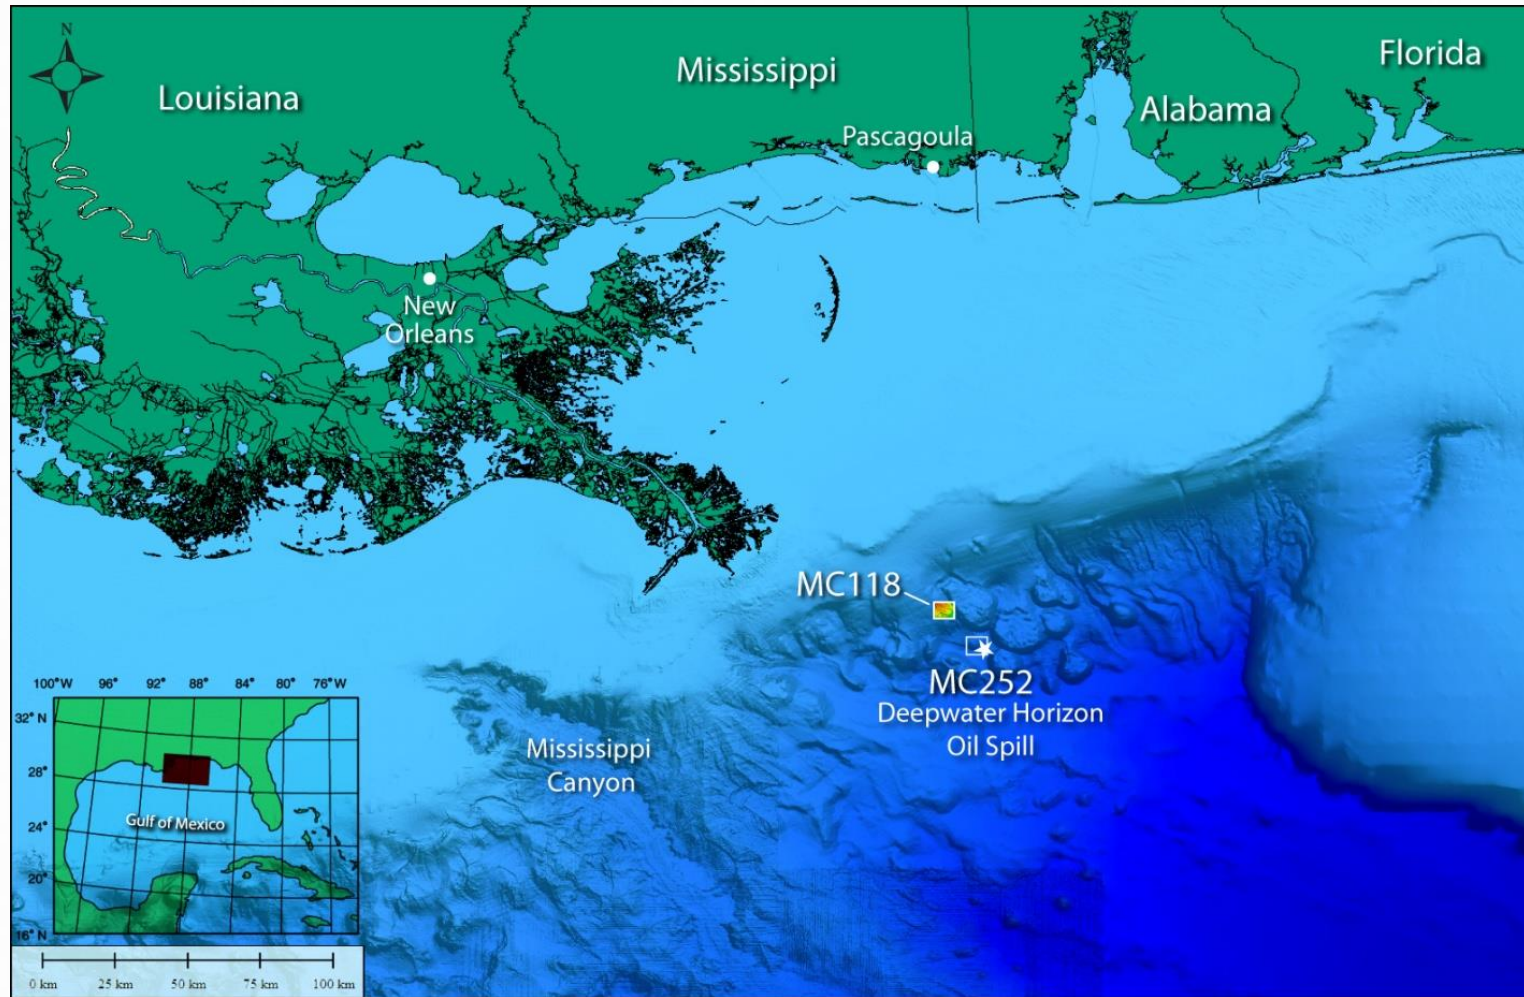 N
Louisiana
Mississippi
Florida
Alabama
Pascagoula
New
Orleans
MC118
MC252
Deepwater Horizon
Oil Spill
Mississippi
Canyon
100°W 96° 92° 88° 84° 80° 76°W
32° N
28°
24°
20°
16° N
Gulf of Mexico
0 km 25 km 50 km 75 km 100 km